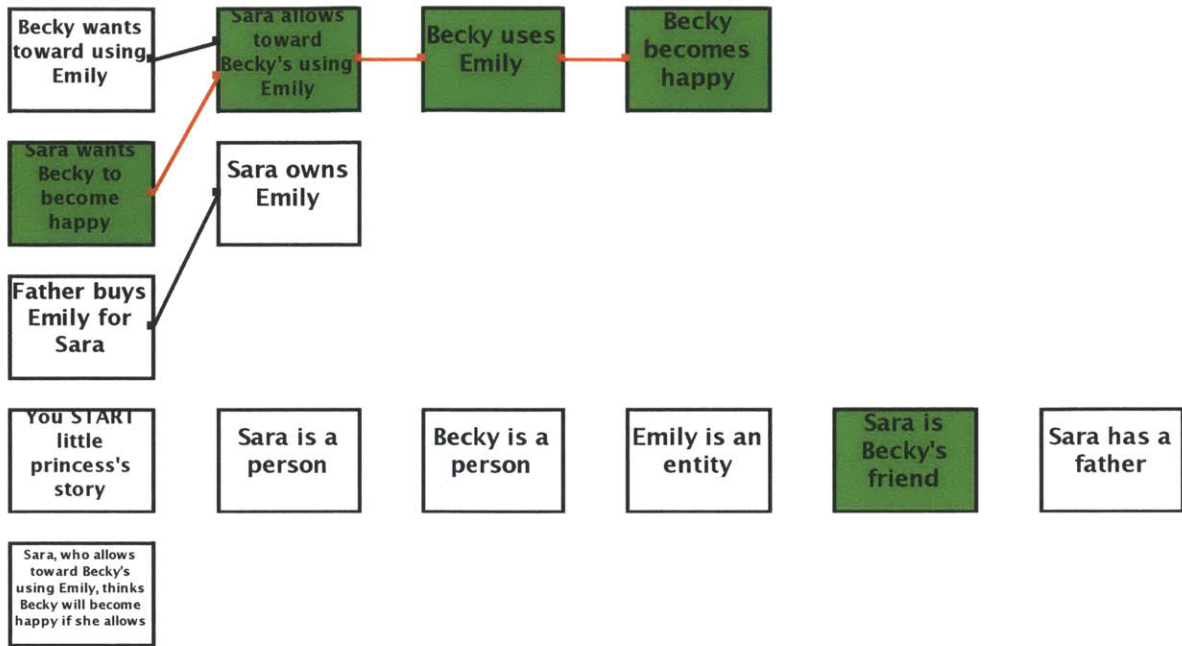 Becky wants
toward using
Emily
Sara allows
toward
Becky's using
Emily
Becky uses
Emily
Becky
becomes
happy
Sara wants
Becky to
become
happy
Sara owns
Emily
Father buys
Emily for
Sara
You START
little
princess's
story
Sara is a
person
Becky is a
person
Emily is an
entity
Sara is
Becky's
friend
Sara has a
father
Sara, who allows
toward Becky's
using Emily, thinks
Becky will become
happy if she allows